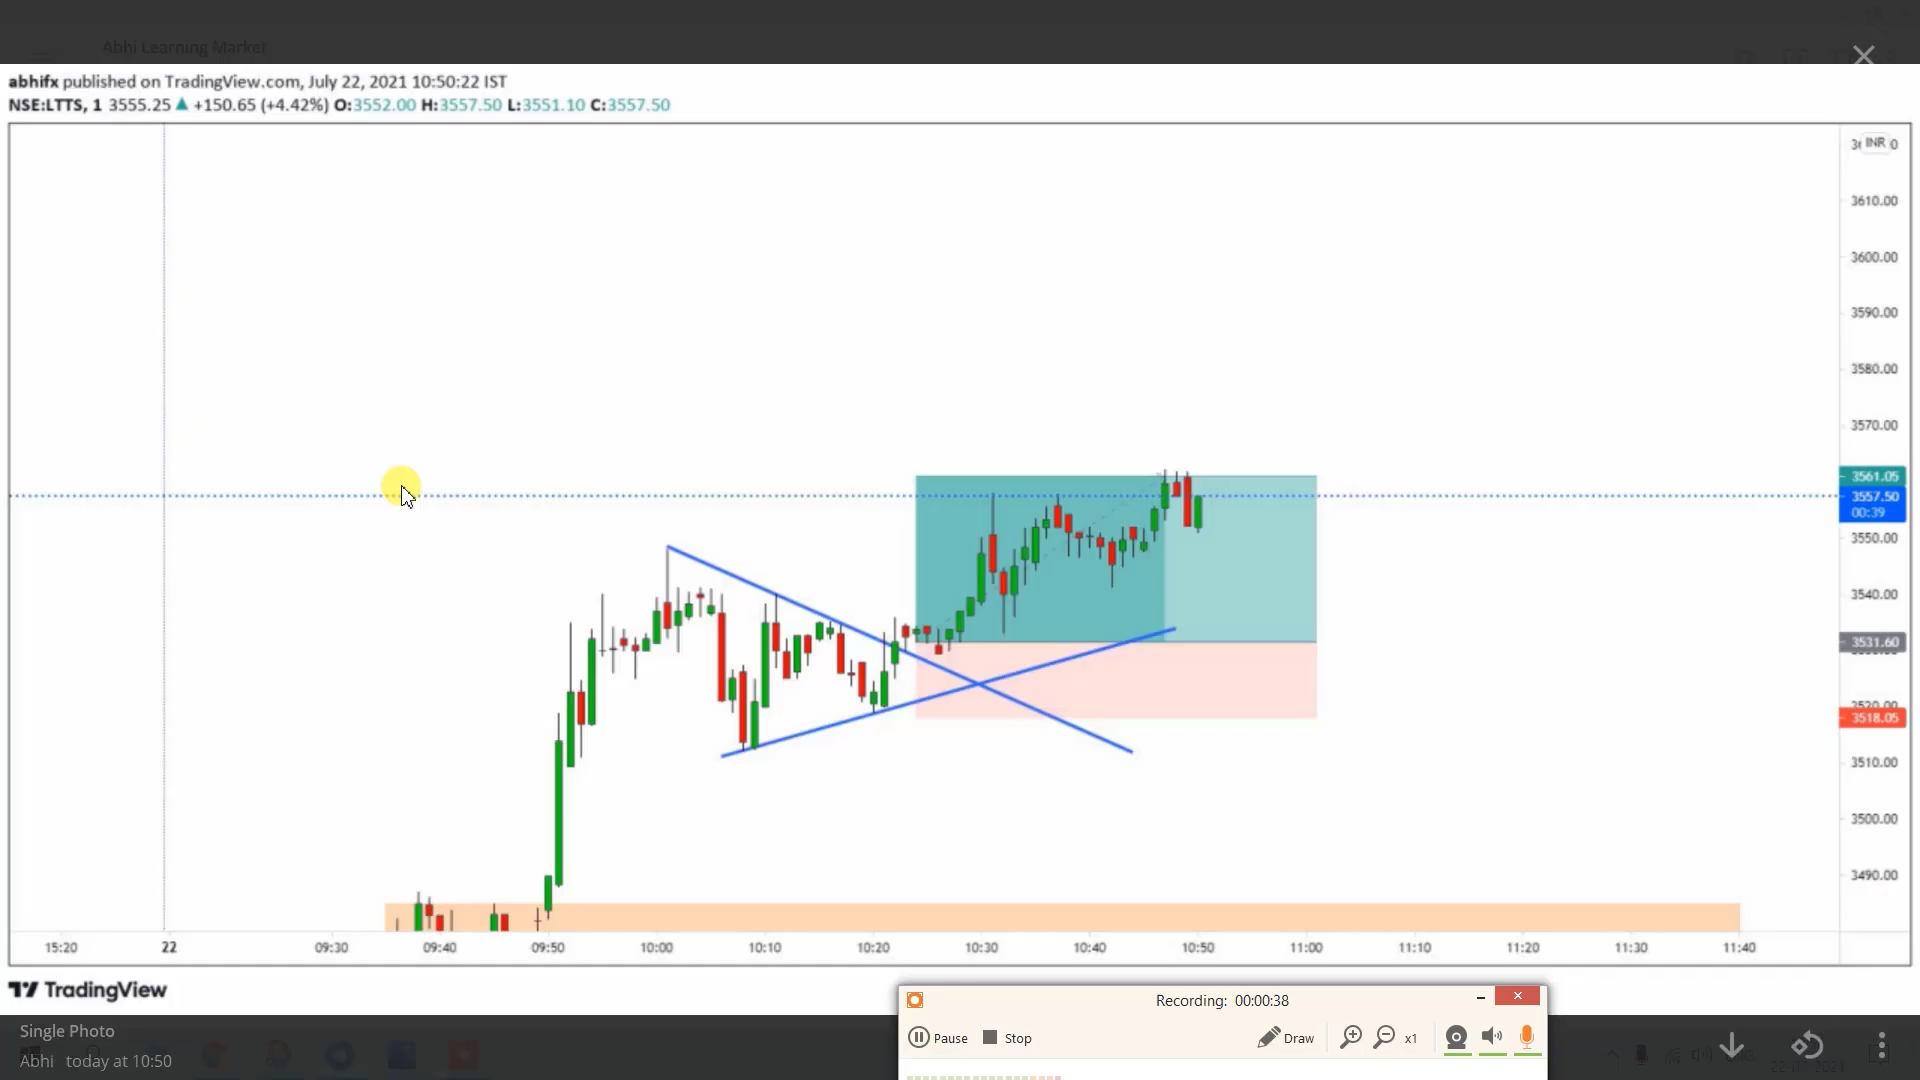 Abhi Learning Market
abhifx published on TradingView.com, July 22, 2021 10:50:22 IST
NSE:LTTS, 1 3555.25 ▲ +150.65 (+4.42%) O:3552.00 H:3557.50 L:3551.10 C:3557.50
INR
3610.00
3600.00
3590.00
3580.00
3570.00
3561.05
3557.50
00:39
3550.00
3540.00
3531.60
3520.00
3518.05
3510.00
3500.00
3490.00
15:20 22 09:30 09:40 09:50 10:00 10:10 10:20 10:30 10:40 10:50 11:00 11:10 11:20 11:30 11:40
TradingView
Recording: 00:00:38
Pause Stop Draw x1
Single Photo
Abhi today at 10:50